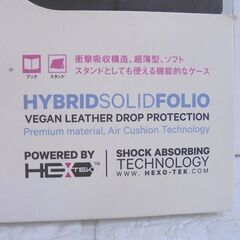 衝撃吸収構造、超薄型、ソフト
スタンドとしても使える機能的なケース
ブック スタンド
HYBRIDSOLIDFOLIO
VEGAN LEATHER DROP PROTECTION
Premium material, Air Cushion Technology
POWERED BY
HEXOTEK™
SHOCK ABSORBING
TECHNOLOGY
WWW.HEXO-TEK.COM